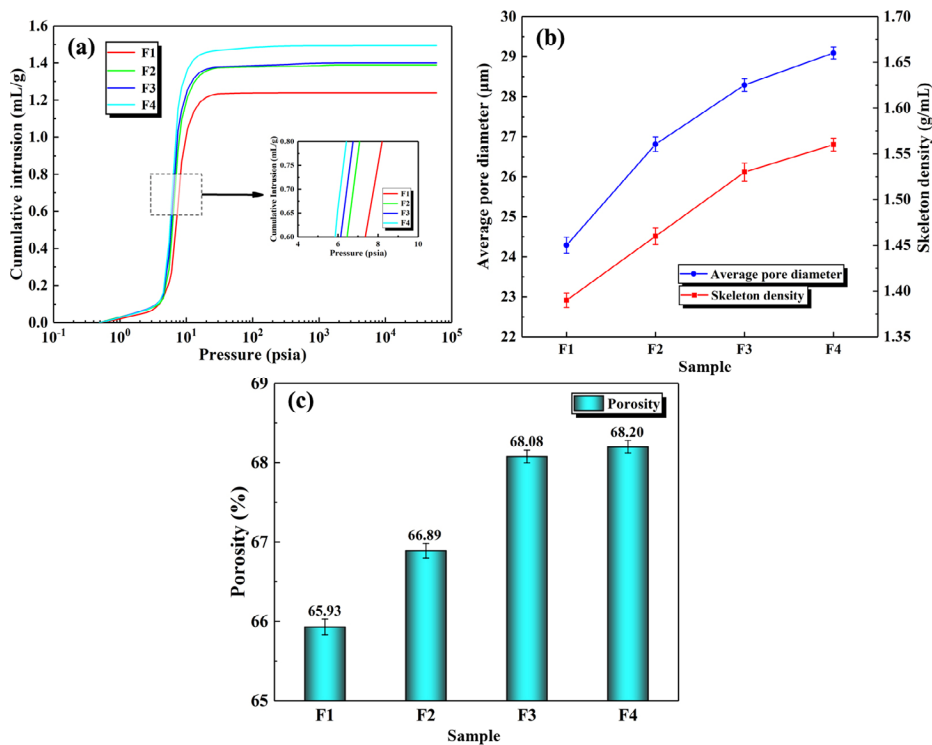 (a)
F1
F2
F3
F4
Cumulative intrusion (mL/g)
1.6
1.4
1.2
1.0
0.8
0.6
0.4
0.2
0.0
10-1
100
101
102
103
104
105
Pressure (psia)
Cumulative Intrusion (mL/g)
0.80
0.75
0.70
0.65
0.60
F1
F2
F3
F4
4 6 8 10
Pressure (psia)
(b)
Average pore diameter (μm)
30
29
28
27
26
25
24
23
22
1.70
1.65
1.60
1.55
1.50
1.45
1.40
1.35
Skeleton density (g/mL)
Average pore diameter
Skeleton density
F1 F2 F3 F4
Sample
(c)
Porosity
Porosity (%)
69
68
67
66
65
65.93
66.89
68.08
68.20
F1 F2 F3 F4
Sample